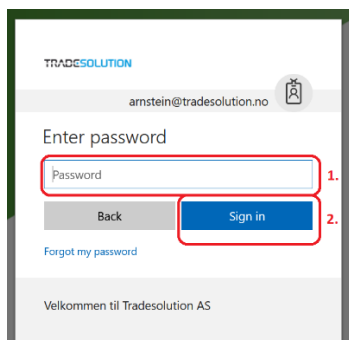 TRADESOLUTION
arnstein@tradesolution.no
Enter password
Password
1.
Back
Sign in
2.
Forgot my password
Velkommen til Tradesolution AS